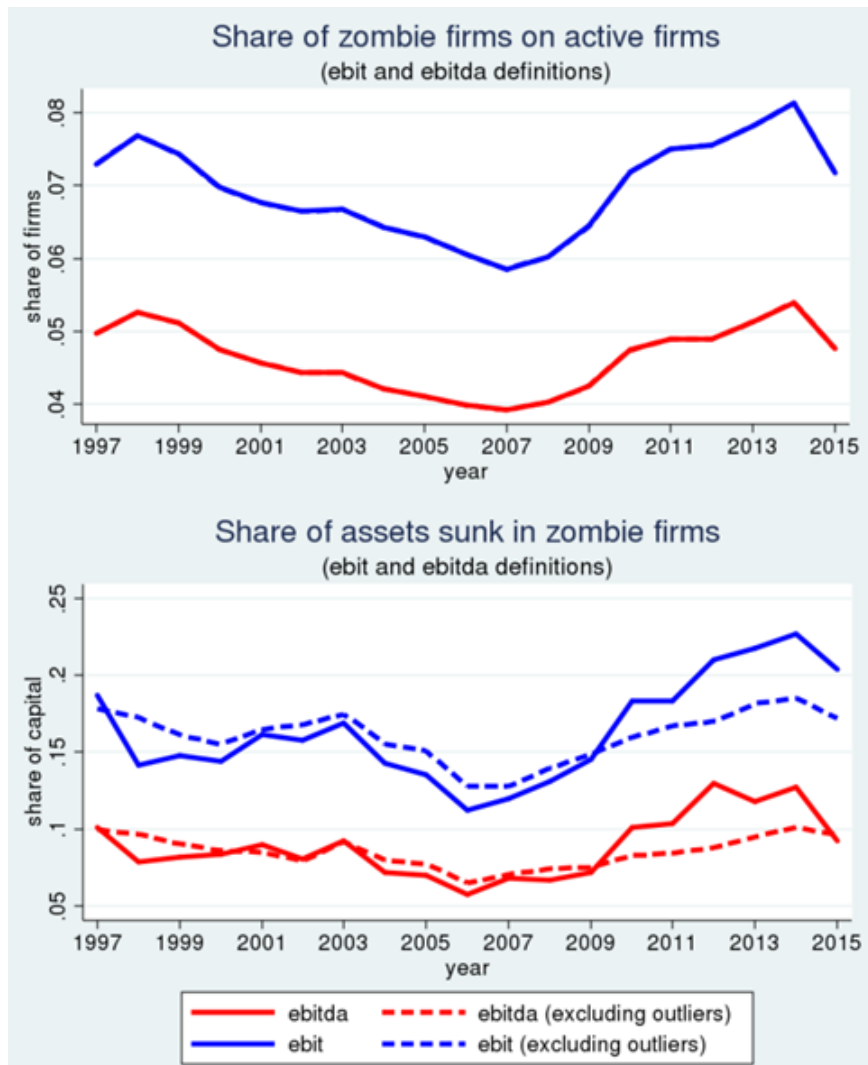 Share of zombie firms on active firms
(ebit and ebitda definitions)
share of firms
.08
.07
.06
.05
.04
1997 1999 2001 2003 2005 2007 2009 2011 2013 2015
year
Share of assets sunk in zombie firms
(ebit and ebitda definitions)
share of capital
.25
.2
.15
.1
.05
1997 1999 2001 2003 2005 2007 2009 2011 2013 2015
year
ebitda ebitda (excluding outliers)
ebit ebit (excluding outliers)